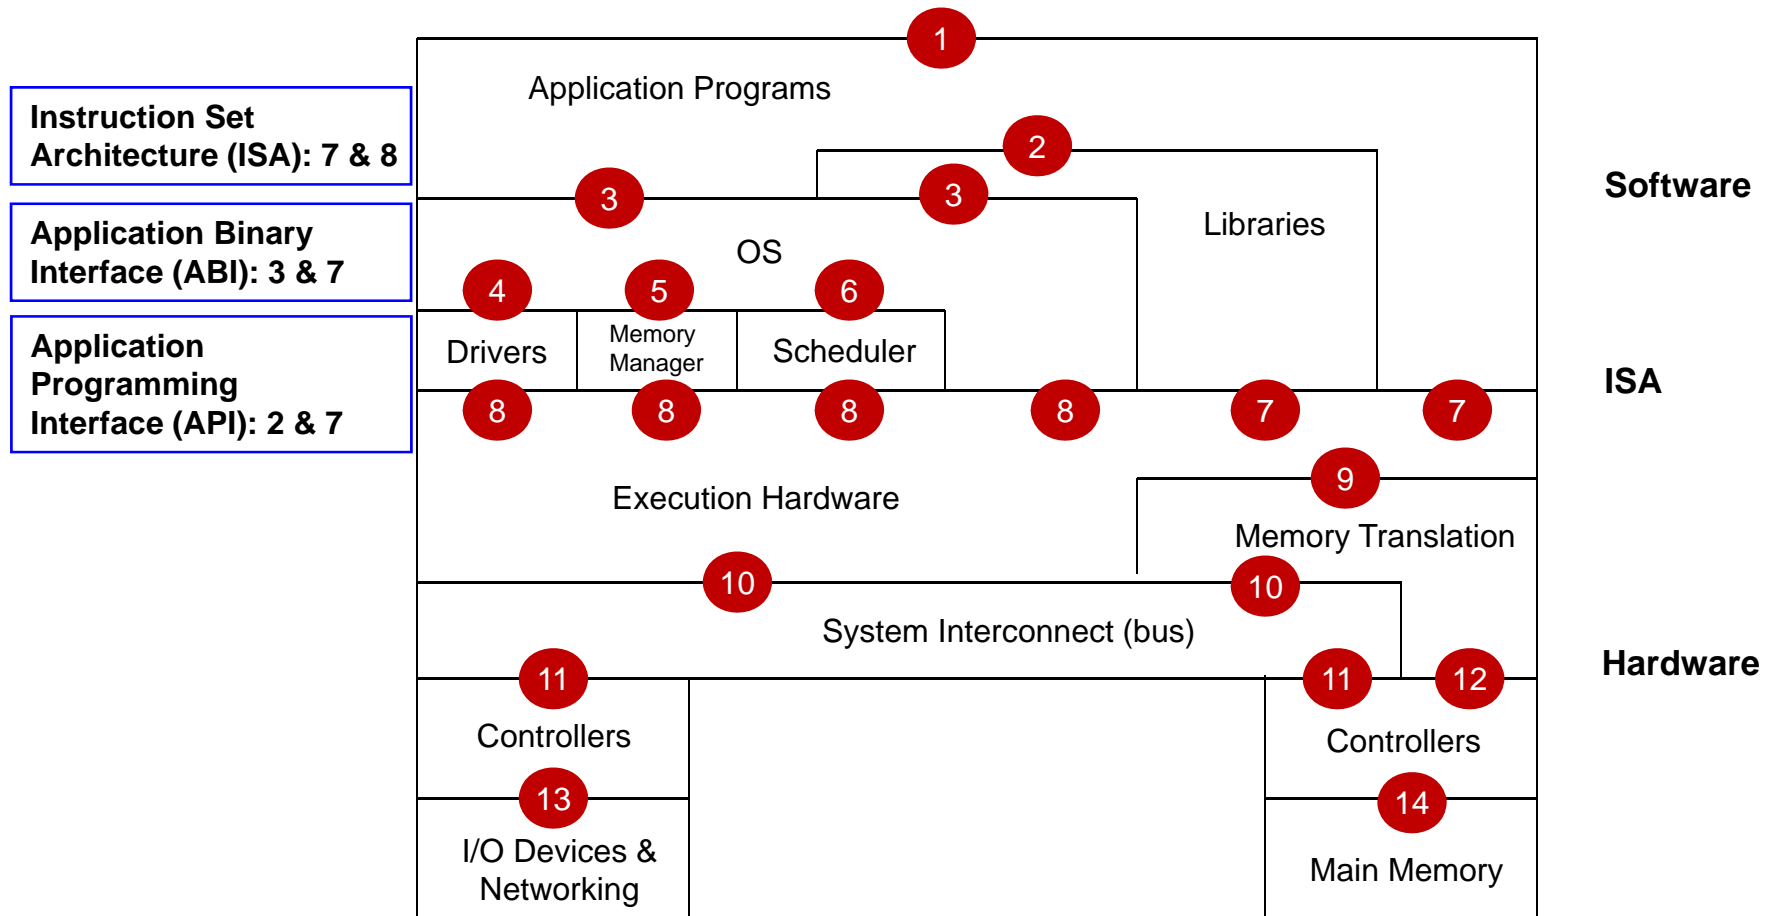 1
Application Programs
Instruction Set
Architecture (ISA): 7 & 8
2
Software
3
3
Libraries
Application Binary
Interface (ABI): 3 & 7
OS
4
5
6
Application
Programming
Interface (API): 2 & 7
Drivers
Memory
Manager
Scheduler
ISA
8
8
8
8
7
7
9
Execution Hardware
Memory Translation
10
10
System Interconnect (bus)
Hardware
11
11
12
Controllers
Controllers
13
14
I/O Devices &
Networking
Main Memory